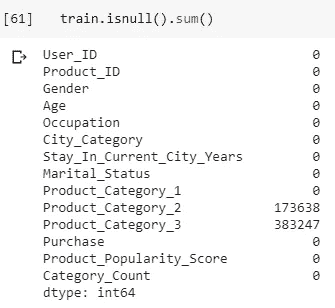 [61] train.isnull().sum()
User_ID 0
Product_ID 0
Gender 0
Age 0
Occupation 0
City_Category 0
Stay_In_Current_City_Years 0
Marital_Status 0
Product_Category_1 0
Product_Category_2 173638
Product_Category_3 383247
Purchase 0
Product_Popularity_Score 0
Category_Count 0
dtype: int64